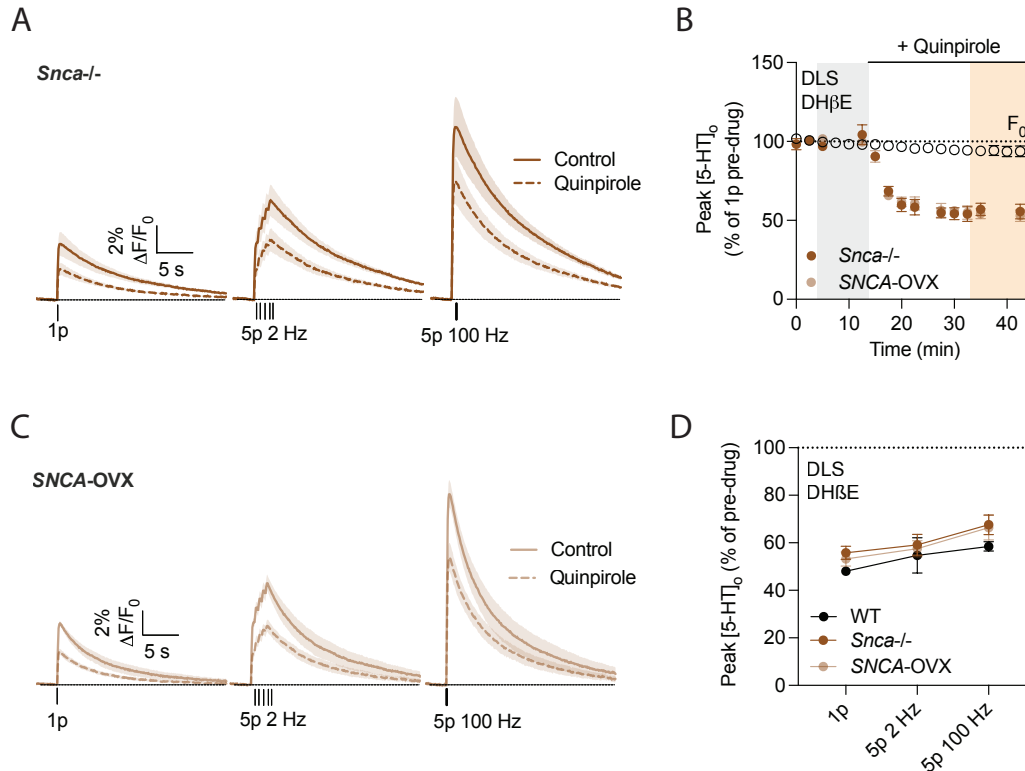 A
Snca-/-
Control
Quinpirole
2%
ΔF/F0
5 s
1p
5p 2 Hz
5p 100 Hz
B
+ Quinpirole
Peak [5-HT]o
(% of 1p pre-drug)
150
100
50
0
DLS
DHβE
F0
Snca-/-
SNCA-OVX
0
10
20
30
40
Time (min)
C
SNCA-OVX
Control
Quinpirole
2%
ΔF/F0
5 s
1p
5p 2 Hz
5p 100 Hz
D
Peak [5-HT]o (% of pre-drug)
100
80
60
40
20
0
DLS
DHßE
WT
Snca-/-
SNCA-OVX
1p
5p 2 Hz
5p 100 Hz